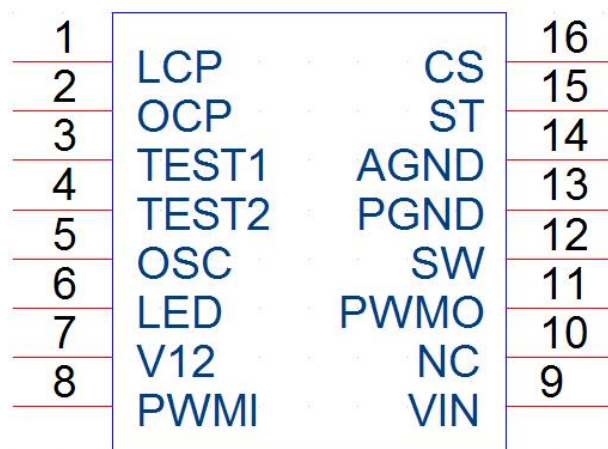 1 16
LCP CS
2 15
OCP ST
3 14
TEST1 AGND
4 13
TEST2 PGND
5 12
OSC SW
6 11
LED PWMO
7 10
V12 NC
8 9
PWMI VIN